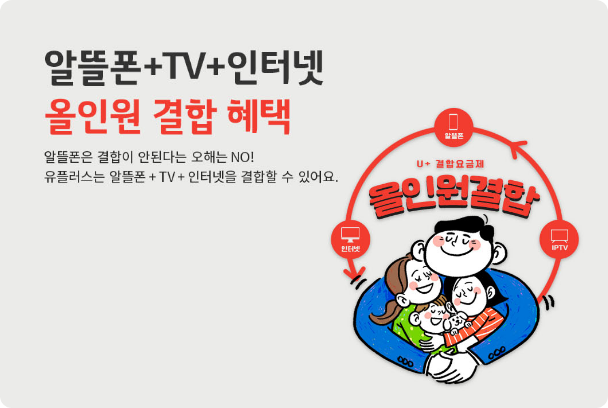 알뜰폰+TV+인터넷
올인원 결합 혜택
알뜰폰은 결합이 안된다는 오해는 NO!
유플러스는 알뜰폰 + TV + 인터넷을 결합할 수 있어요.
알뜰폰
U+ 결합요금제
올인원결합
인터넷
IPTV